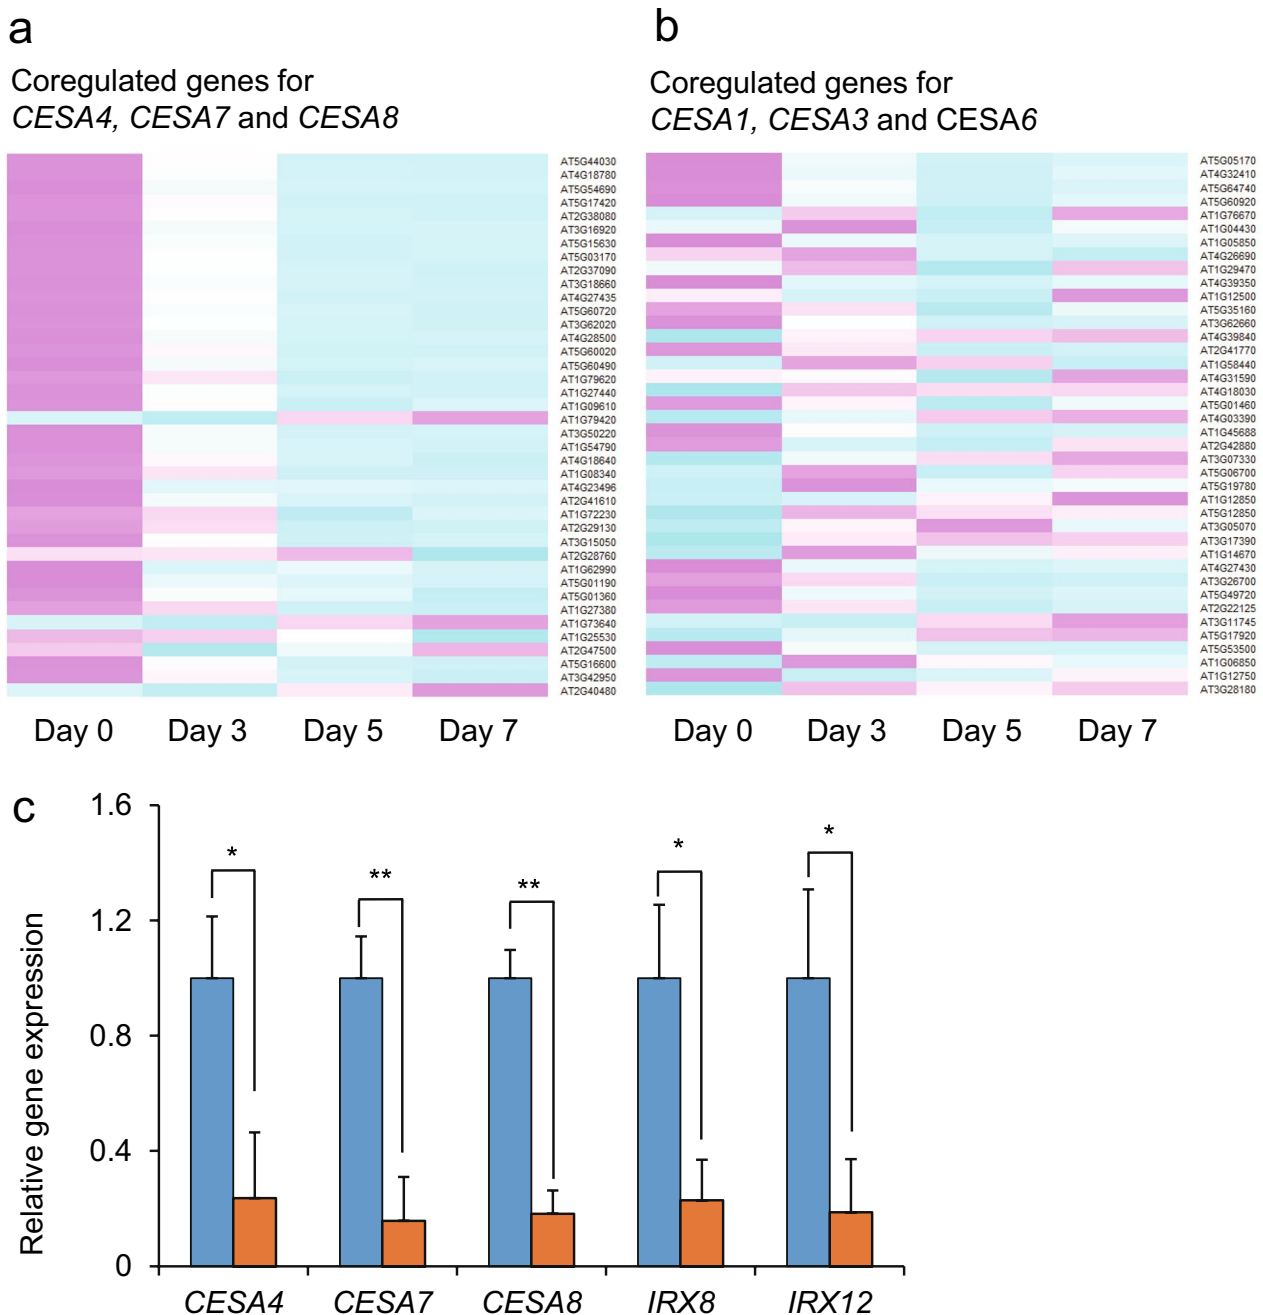 a
Coregulated genes for
CESA4, CESA7 and CESA8
AT5G44030
AT4G18780
AT5G54690
AT5G17420
AT2G38080
AT3G16920
AT5G15630
AT5G03170
AT2G37090
AT3G18660
AT4G27435
AT5G60720
AT3G62020
AT4G28500
AT5G60020
AT5G60490
AT1G79620
AT1G27440
AT1G09610
AT1G79420
AT3G50220
AT1G54790
AT4G18640
AT1G08340
AT4G23496
AT2G41610
AT1G72230
AT2G29130
AT3G15050
AT2G28760
AT1G62990
AT5G01190
AT5G01360
AT1G27380
AT1G73640
AT1G25530
AT2G47500
AT5G16600
AT3G42950
AT2G40480
Day 0 Day 3 Day 5 Day 7
b
Coregulated genes for
CESA1, CESA3 and CESA6
AT5G05170
AT4G32410
AT5G64740
AT5G60920
AT1G76670
AT1G04430
AT1G05850
AT4G26690
AT1G29470
AT4G39350
AT1G12500
AT5G35160
AT3G62660
AT4G39840
AT2G41770
AT1G58440
AT4G31590
AT4G18030
AT5G01460
AT4G03390
AT1G45688
AT2G42880
AT3G07330
AT5G06700
AT5G19780
AT1G12850
AT5G12850
AT3G05070
AT3G17390
AT1G14670
AT4G27430
AT3G26700
AT5G49720
AT2G22125
AT3G11745
AT5G17920
AT5G53500
AT1G06850
AT1G12750
AT3G28180
Day 0 Day 3 Day 5 Day 7
c
Relative gene expression
1.6
1.2
0.8
0.4
0
* ** ** * *
CESA4 CESA7 CESA8 IRX8 IRX12